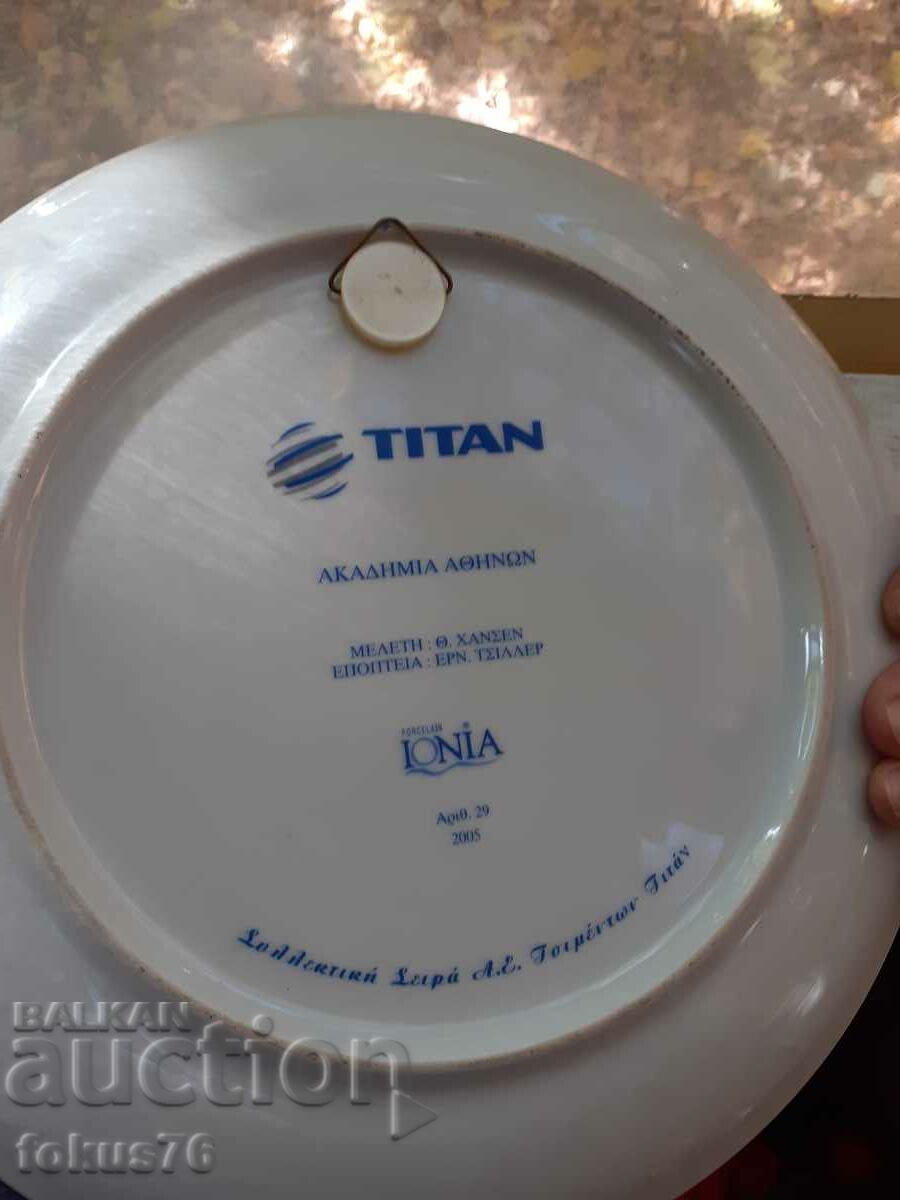 TITAN
ΑΚΑΔΗΜΙΑ ΑΘΗΝΩΝ
ΜΕΛΕΤΗ : Θ. ΧΑΝΣΕΝ
ΕΠΟΠΤΕΙΑ : ΕΡΝ. ΤΣΙΛΛΕΡ
PORCELAIN
IONIA ®
Αριθ. 29
2005
Συλλεκτική Σειρά Α.Ε. Τσιμέντων Τιτάν
BALKAN
auction
fokus76